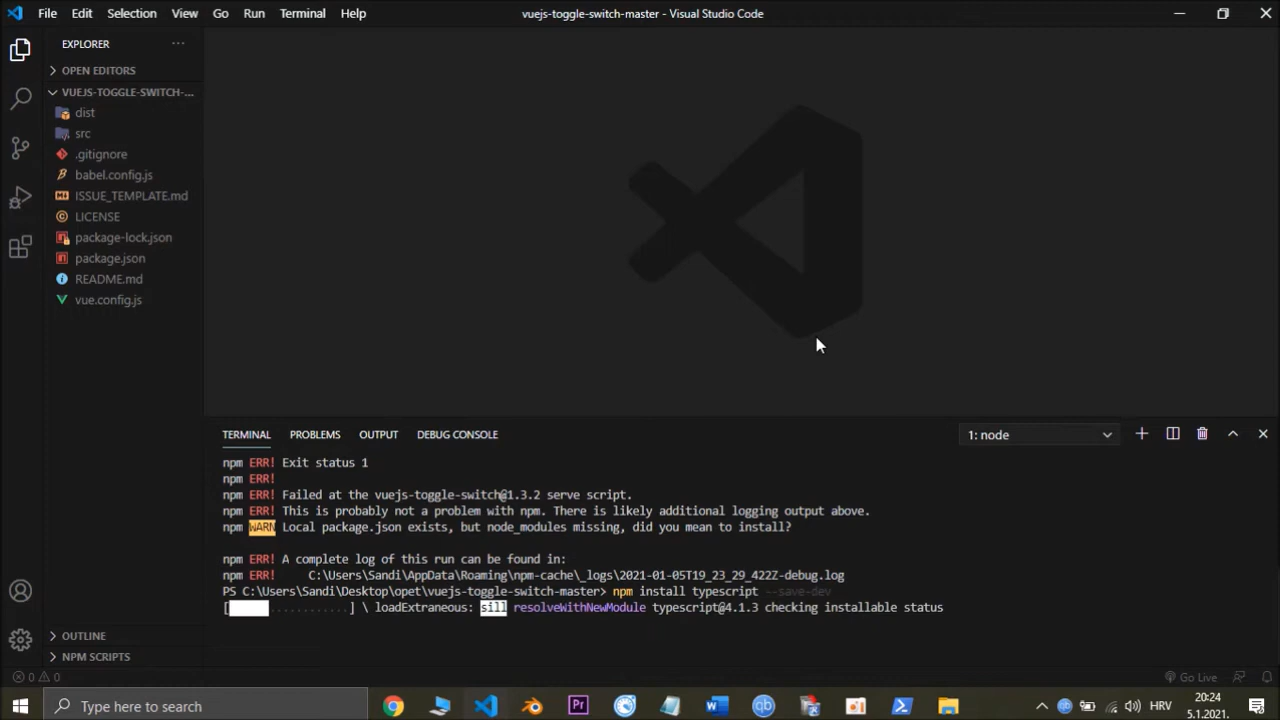 File Edit Selection View Go Run Terminal Help
vuejs-toggle-switch-master - Visual Studio Code
EXPLORER
OPEN EDITORS
VUEJS-TOGGLE-SWITCH-...
dist
src
.gitignore
babel.config.js
ISSUE_TEMPLATE.md
LICENSE
package-lock.json
package.json
README.md
vue.config.js
OUTLINE
NPM SCRIPTS
TERMINAL PROBLEMS OUTPUT DEBUG CONSOLE
1: node
npm ERR! Exit status 1
npm ERR!
npm ERR! Failed at the vuejs-toggle-switch@1.3.2 serve script.
npm ERR! This is probably not a problem with npm. There is likely additional logging output above.
npm WARN Local package.json exists, but node_modules missing, did you mean to install?
npm ERR! A complete log of this run can be found in:
npm ERR!     C:\Users\Sandi\AppData\Roaming\npm-cache\_logs\2021-01-05T19_23_29_422Z-debug.log
PS C:\Users\Sandi\Desktop\opet\vuejs-toggle-switch-master> npm install typescript --save-dev
[ ............] \ loadExtraneous: sill resolveWithNewModule typescript@4.1.3 checking installable status
0 0
Go Live
Type here to search
Pr
W
qb
HRV
20:24
5.1.2021.